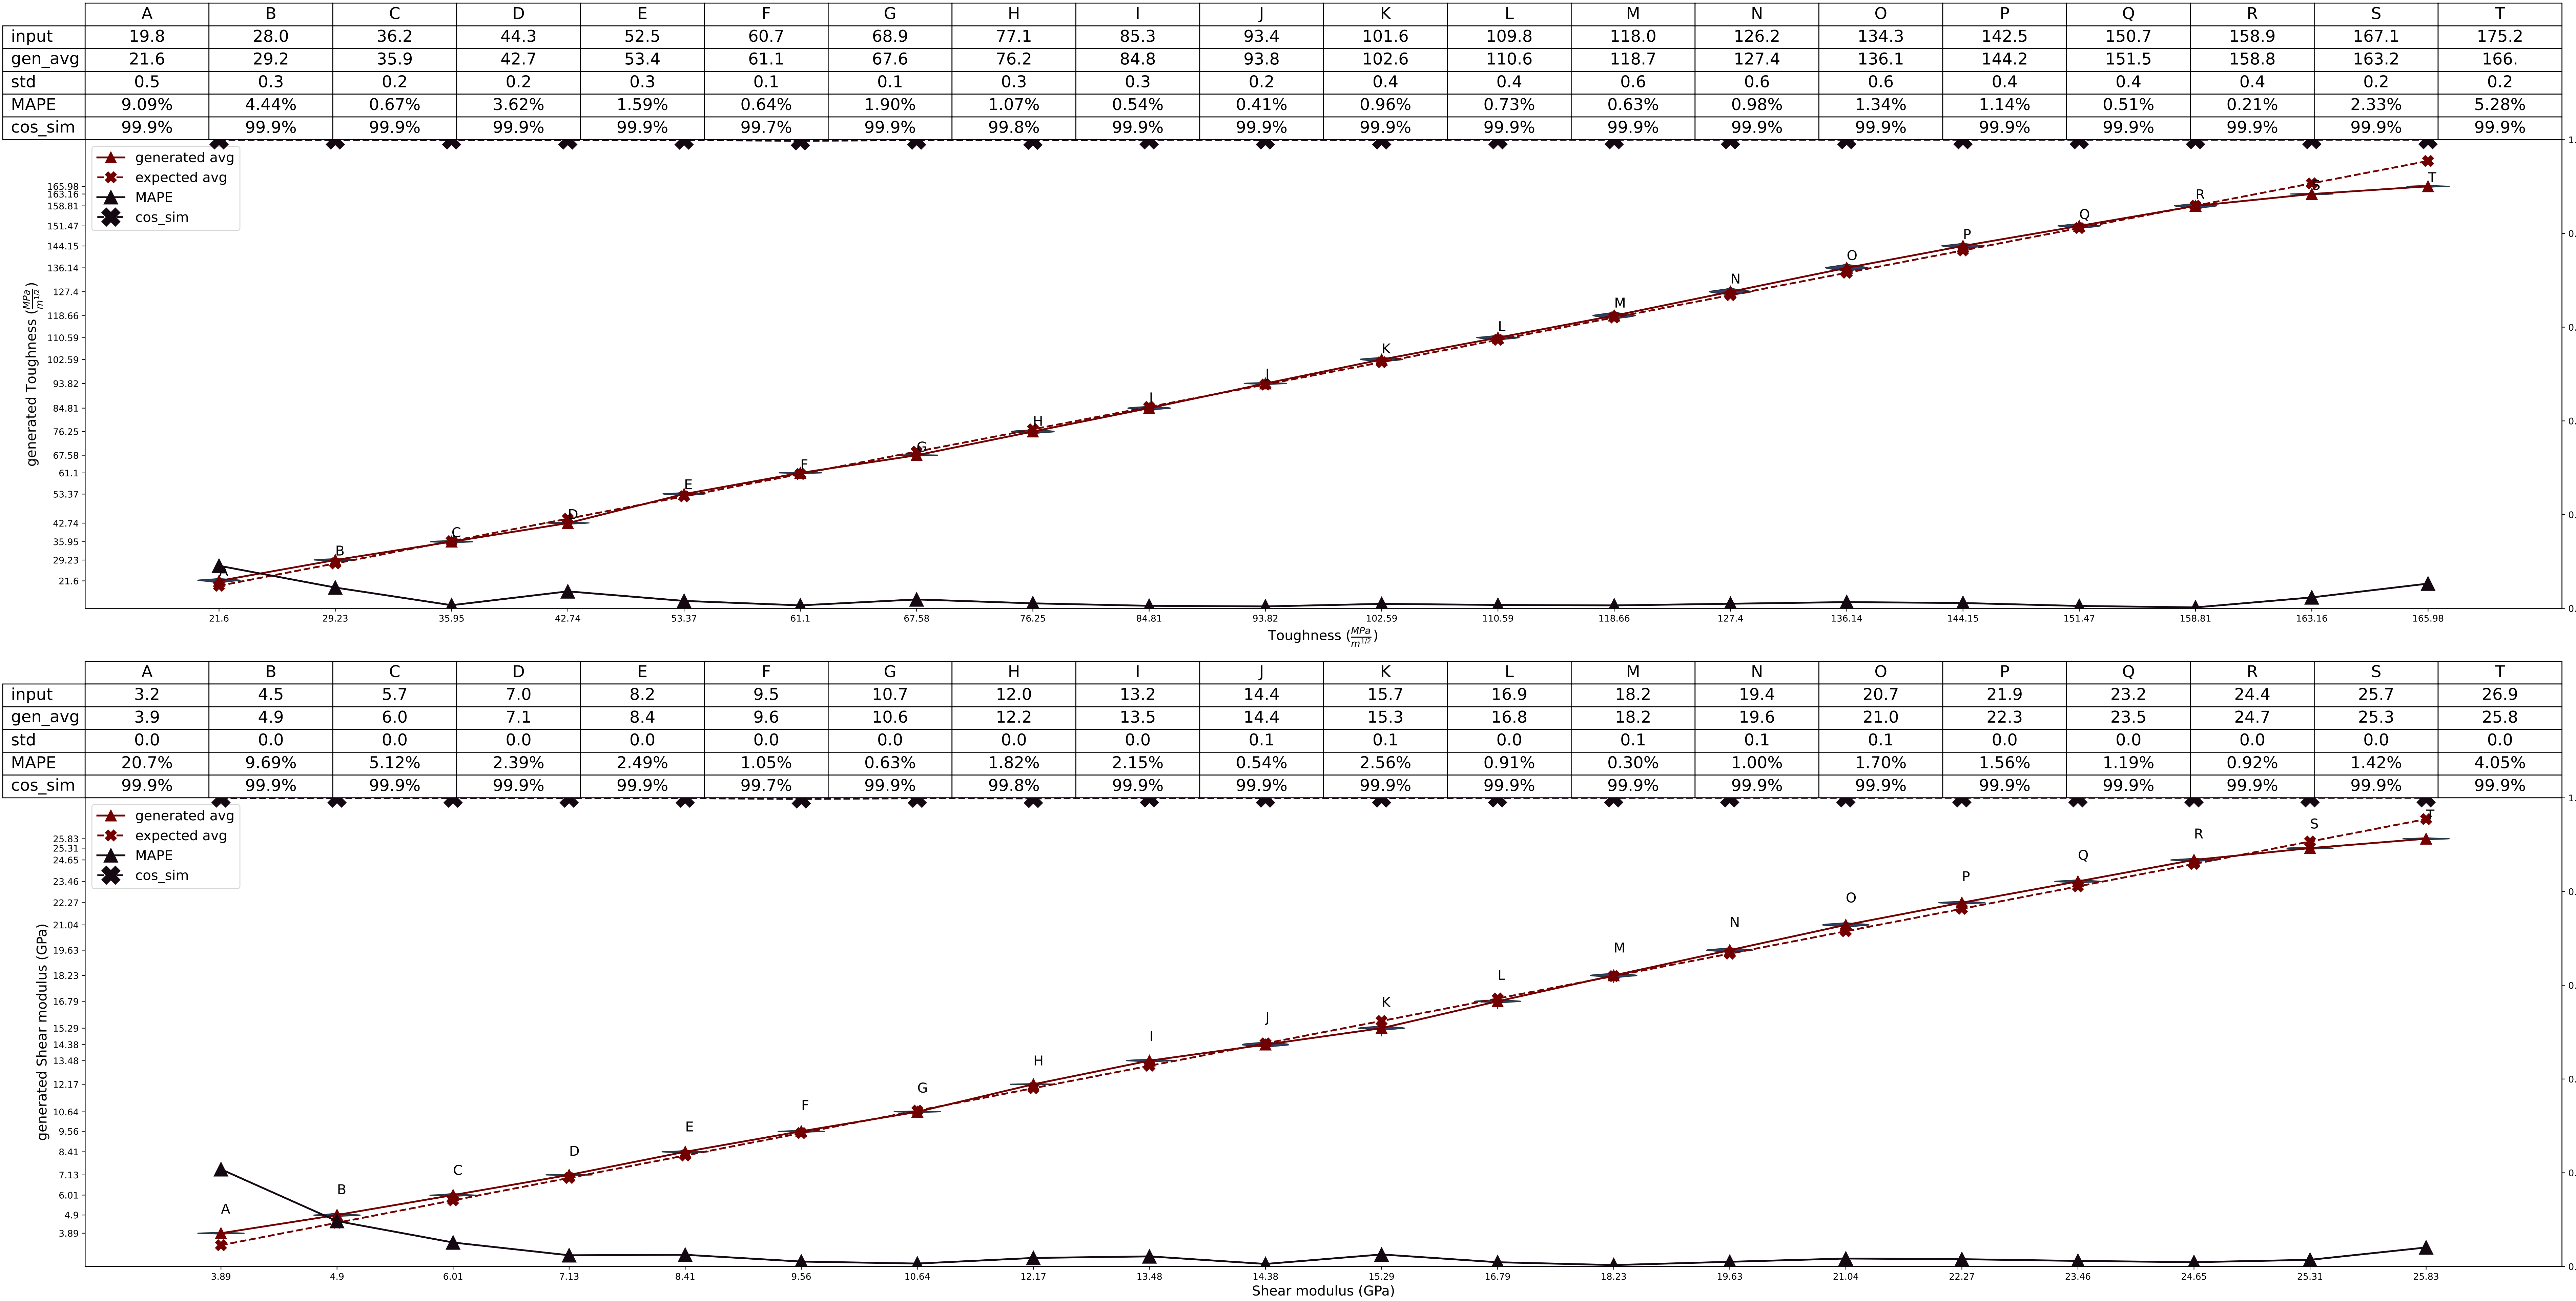 A B C D E F G H I J K L M N O P Q R S T
input 19.8 28.0 36.2 44.3 52.5 60.7 68.9 77.1 85.3 93.4 101.6 109.8 118.0 126.2 134.3 142.5 150.7 158.9 167.1 175.2
gen_avg 21.6 29.2 35.9 42.7 53.4 61.1 67.6 76.2 84.8 93.8 102.6 110.6 118.7 127.4 136.1 144.2 151.5 158.8 163.2 166.
std 0.5 0.3 0.2 0.2 0.3 0.1 0.1 0.3 0.3 0.2 0.4 0.4 0.6 0.6 0.6 0.4 0.4 0.4 0.2 0.2
MAPE 9.09% 4.44% 0.67% 3.62% 1.59% 0.64% 1.90% 1.07% 0.54% 0.41% 0.96% 0.73% 0.63% 0.98% 1.34% 1.14% 0.51% 0.21% 2.33% 5.28%
cos_sim 99.9% 99.9% 99.9% 99.9% 99.9% 99.7% 99.9% 99.8% 99.9% 99.9% 99.9% 99.9% 99.9% 99.9% 99.9% 99.9% 99.9% 99.9% 99.9% 99.9%
generated avg
expected avg
MAPE
cos_sim
165.98
163.16
158.81
151.47
144.15
136.14
127.4
118.66
110.59
102.59
93.82
84.81
76.25
67.58
61.1
53.37
42.74
35.95
29.23
21.6
generated Toughness (MPa/m^1/2)
A B C D E F G H I J K L M N O P Q R S T
21.6 29.23 35.95 42.74 53.37 61.1 67.58 76.25 84.81 93.82 102.59 110.59 118.66 127.4 136.14 144.15 151.47 158.81 163.16 165.98
Toughness (MPa/m^1/2)
A B C D E F G H I J K L M N O P Q R S T
input 3.2 4.5 5.7 7.0 8.2 9.5 10.7 12.0 13.2 14.4 15.7 16.9 18.2 19.4 20.7 21.9 23.2 24.4 25.7 26.9
gen_avg 3.9 4.9 6.0 7.1 8.4 9.6 10.6 12.2 13.5 14.4 15.3 16.8 18.2 19.6 21.0 22.3 23.5 24.7 25.3 25.8
std 0.0 0.0 0.0 0.0 0.0 0.0 0.0 0.0 0.0 0.1 0.1 0.0 0.1 0.1 0.1 0.0 0.0 0.0 0.0 0.0
MAPE 20.7% 9.69% 5.12% 2.39% 2.49% 1.05% 0.63% 1.82% 2.15% 0.54% 2.56% 0.91% 0.30% 1.00% 1.70% 1.56% 1.19% 0.92% 1.42% 4.05%
cos_sim 99.9% 99.9% 99.9% 99.9% 99.9% 99.7% 99.9% 99.8% 99.9% 99.9% 99.9% 99.9% 99.9% 99.9% 99.9% 99.9% 99.9% 99.9% 99.9% 99.9%
generated avg
expected avg
MAPE
cos_sim
25.83
25.31
24.65
23.46
22.27
21.04
19.63
18.23
16.79
15.29
14.38
13.48
12.17
10.64
9.56
8.41
7.13
6.01
4.9
3.89
generated Shear modulus (GPa)
A B C D E F G H I J K L M N O P Q R S T
3.89 4.9 6.01 7.13 8.41 9.56 10.64 12.17 13.48 14.38 15.29 16.79 18.23 19.63 21.04 22.27 23.46 24.65 25.31 25.83
Shear modulus (GPa)